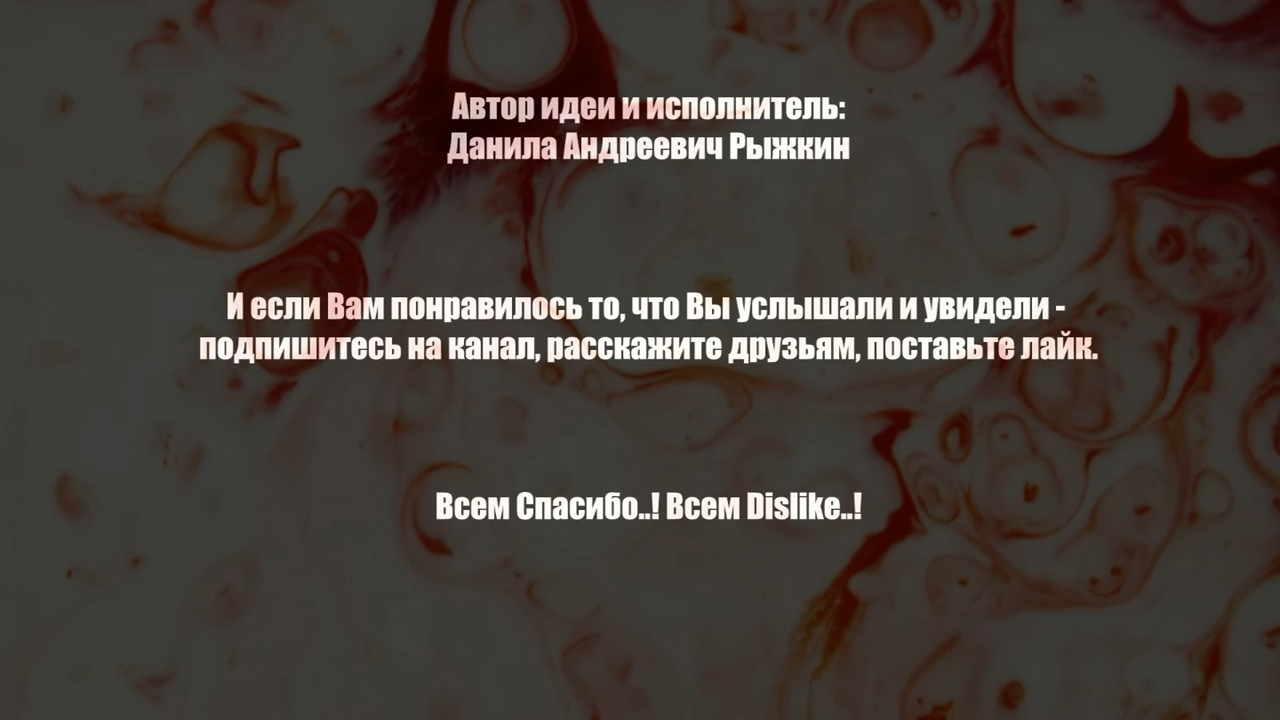 Автор идеи и исполнитель:
Данила Андреевич Рыжкин
И если Вам понравилось то, что Вы услышали и увидели -
подпишитесь на канал, расскажите друзьям, поставьте лайк.
Всем Спасибо..! Всем Dislike..!